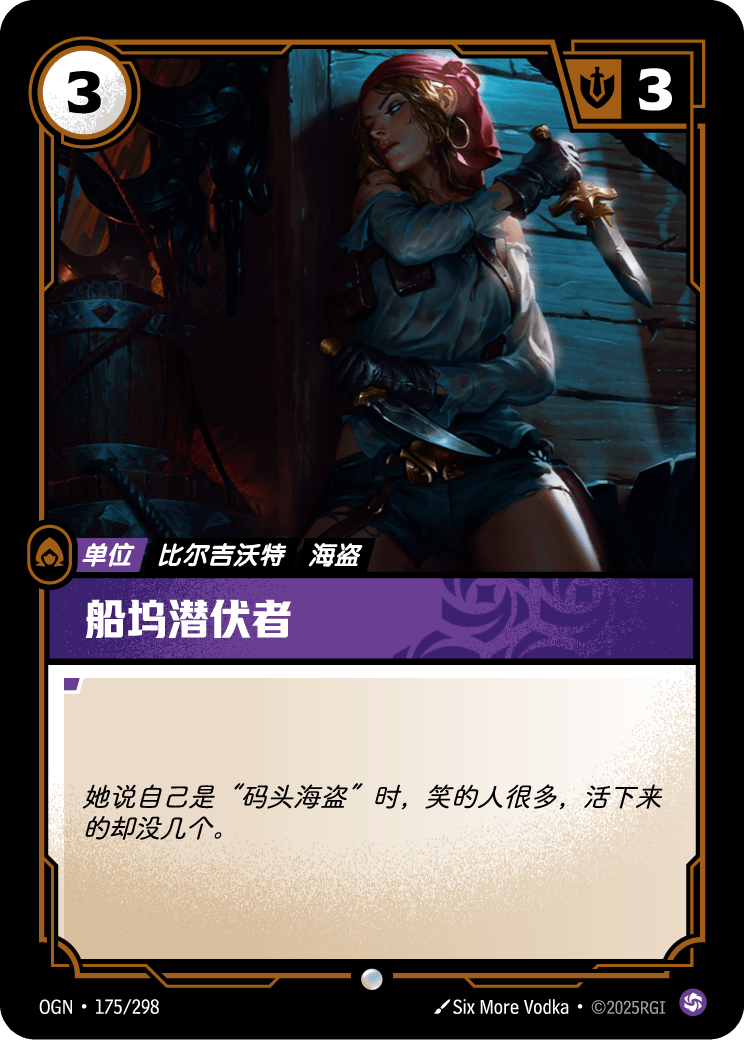 3
3
单位 比尔吉沃特 海盗
船坞潜伏者
她说自己是“码头海盗”时，笑的人很多，活下来
的却没几个。
OGN • 175/298
Six More Vodka • ©2025RGI